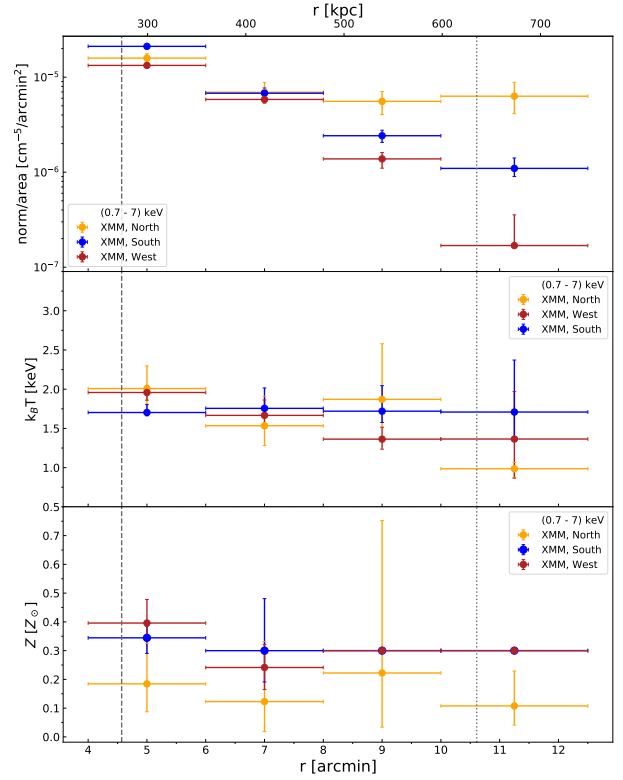 r [kpc]
300 400 500 600 700
norm/area [cm⁻⁵/arcmin²]
10⁻⁵
10⁻⁶
10⁻⁷
(0.7 - 7) keV
XMM, North
XMM, South
XMM, West
k_BT [keV]
3.0
2.5
2.0
1.5
1.0
0.5
(0.7 - 7) keV
XMM, North
XMM, West
XMM, South
Z [Z⊙]
0.7
0.6
0.5
0.4
0.3
0.2
0.1
0.0
(0.7 - 7) keV
XMM, North
XMM, South
XMM, West
4 5 6 7 8 9 10 11 12
r [arcmin]